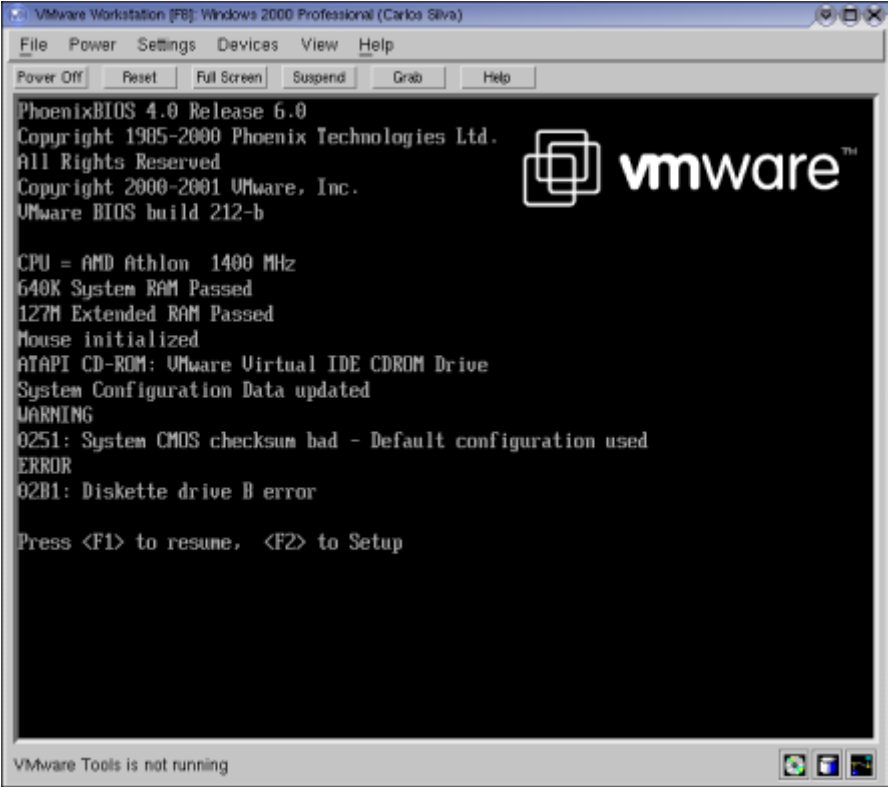 VMware Workstation [F8]: Windows 2000 Professional (Carlos Silva)
File Power Settings Devices View Help
Power Off Reset Full Screen Suspend Grab Help
PhoenixBIOS 4.0 Release 6.0
Copyright 1985-2000 Phoenix Technologies Ltd.
All Rights Reserved
Copyright 2000-2001 VMware, Inc.
VMware BIOS build 212-b
vmware™
CPU = AMD Athlon 1400 MHz
640K System RAM Passed
127M Extended RAM Passed
Mouse initialized
ATAPI CD-ROM: VMware Virtual IDE CDROM Drive
System Configuration Data updated
WARNING
0251: System CMOS checksum bad - Default configuration used
ERROR
02B1: Diskette drive B error
Press <F1> to resume, <F2> to Setup
VMware Tools is not running